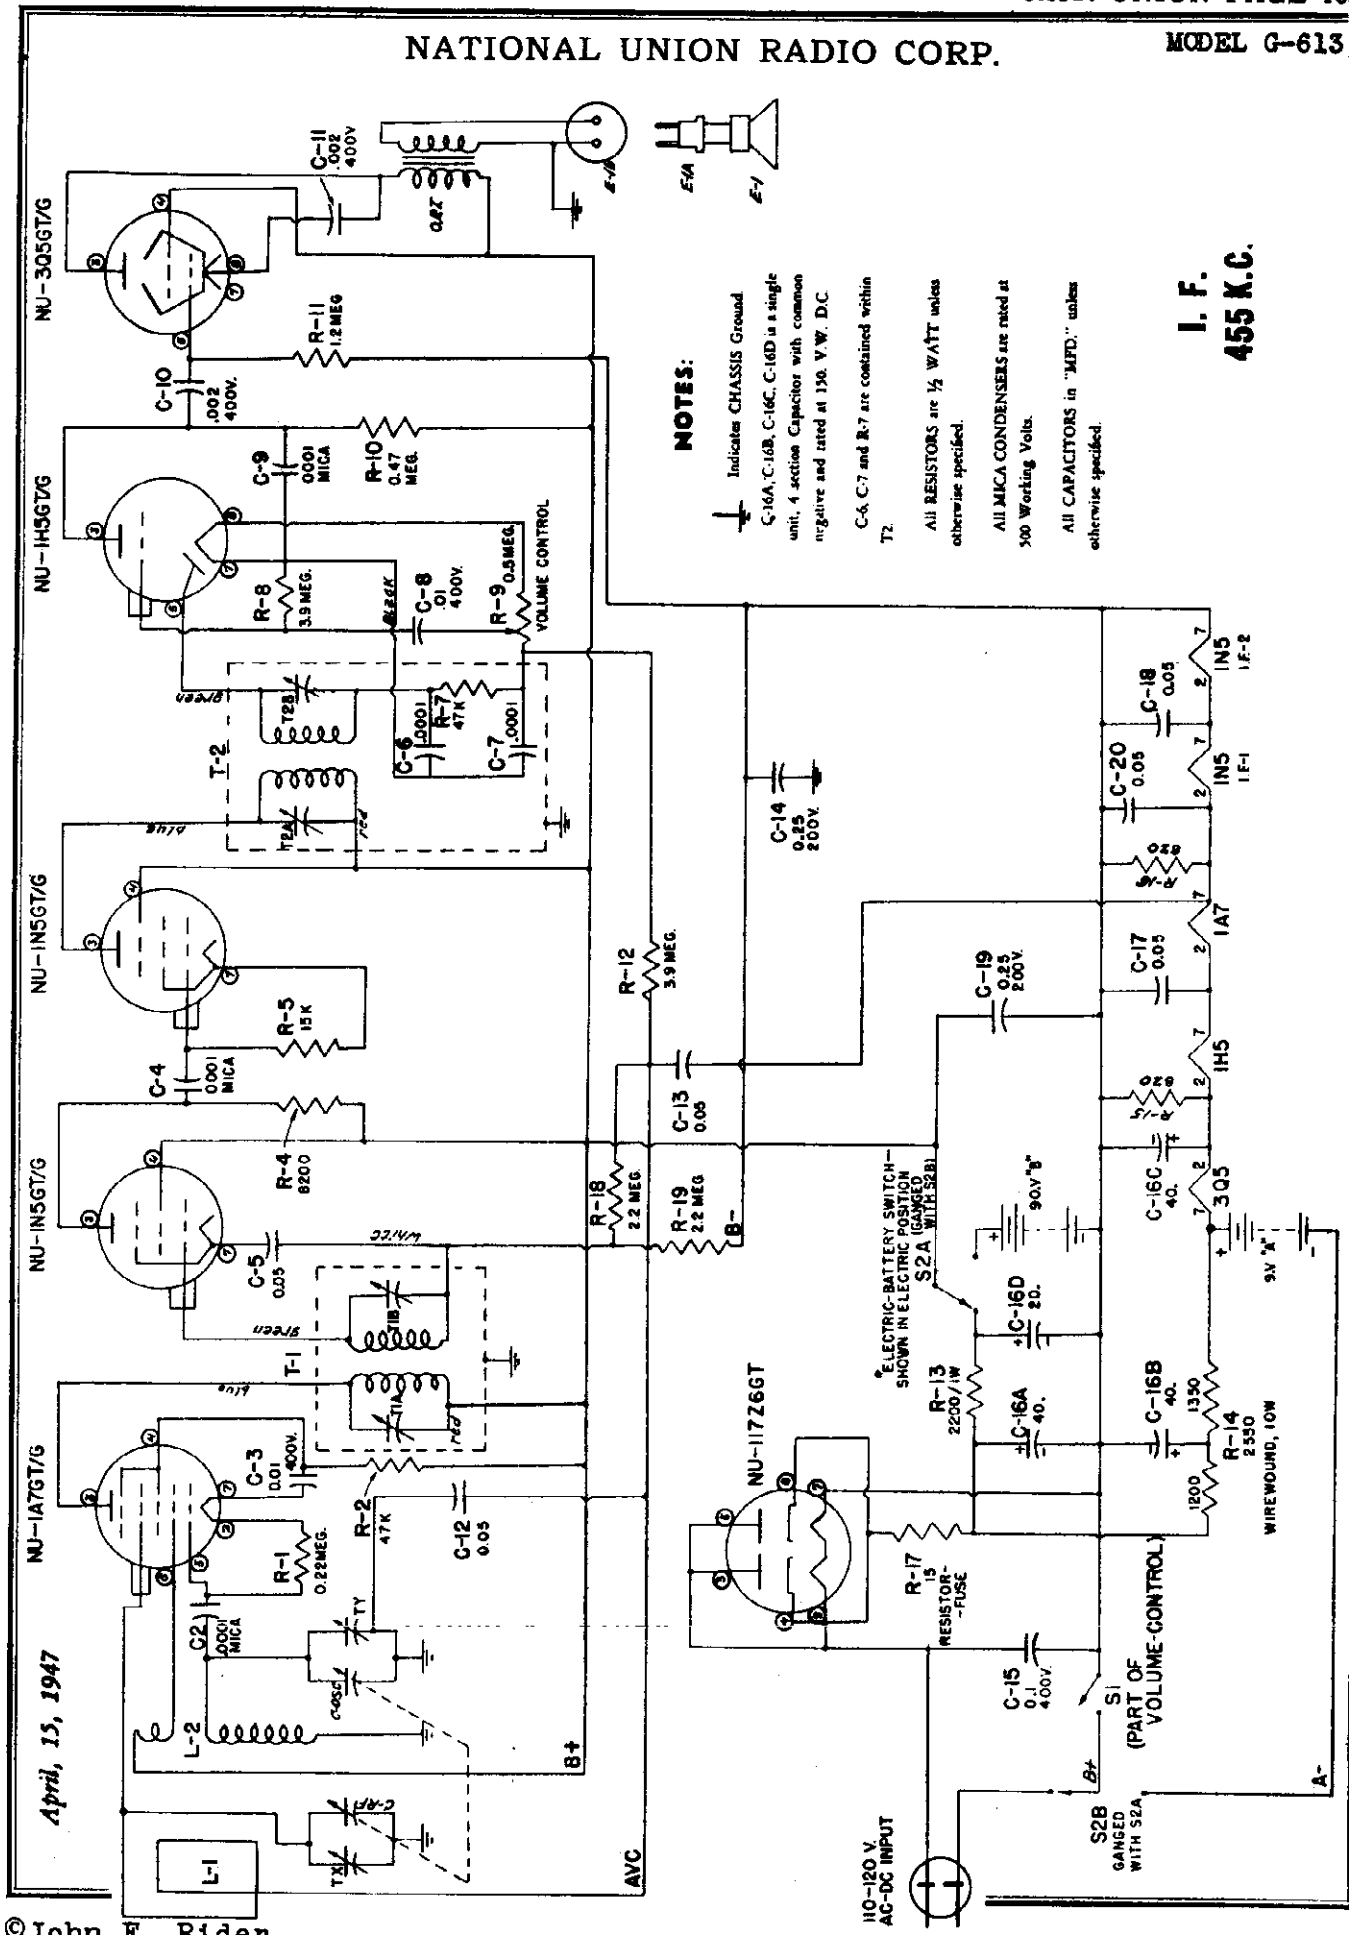 NATIONAL UNION RADIO CORP.
MODEL G-613
April, 15, 1947
NU-1A7GT/G
NU-1N5GT/G
NU-1N5GT/G
NU-1H5GT/G
NU-3Q5GT/G
L-1
TX
C-RF
L-2
C-OSC
TY
C2
.0001
MICA
R-1
0.22MEG.
C-3
0.01
400V.
R-2
47K
C-12
0.05
blue
T-1
T1A
T1B
red
green
white
C-5
0.05
R-4
8200
C-4
0001
MICA
R-5
15K
blue
T-2
T2A
T2B
red
green
Black
C-6
.0001
R-7
47K
C-7
.0001
R-8
3.9 MEG.
C-8
.01
400V.
R-9
0.5MEG.
VOLUME CONTROL
C-9
0001
MICA
R-10
0.47
MEG.
C-10
.002
400V.
R-11
1.2MEG
C-11
.002
400V
E-1B
E-1A
E-1
B+
AVC
R-18
2.2 MEG.
R-19
2.2 MEG
B-
C-13
0.05
R-12
3.9 MEG.
C-14
0.25
200V.
NOTES:
Indicates CHASSIS Ground
C-16A, C-16B, C-16C, C-16D is a single
unit, 4 section Capacitor with common
negative and rated at 150. V.W. D.C.
C-6, C-7 and R-7 are contained within
T2.
All RESISTORS are ½ WATT unless
otherwise specified.
All MICA CONDENSERS are rated at
500 Working Volts.
All CAPACITORS in "MFD." unless
otherwise specified.
I. F.
455 K.C.
110-120 V.
AC-DC INPUT
S2B
GANGED
WITH S2A
B+
A-
S1
(PART OF
VOLUME-CONTROL)
C-15
0.1
400V.
NU-117Z6GT
R-17
15
RESISTOR-
-FUSE
R-13
2200/1W
C-16A
40.
C-16D
20.
C-16B
40.
1200
1350
R-14
2550
WIREWOUND, 10W
*ELECTRIC-BATTERY SWITCH-
SHOWN IN ELECTRIC POSITION
S2A (GANGED
WITH S2B)
90.V "B"
9.V "A"
C-19
0.25
200V.
C-16C
40.
3Q5
R-15
820
1H5
C-17
0.05
1A7
R-16
820
C-20
0.05
1N5
I.F-1
C-18
0.05
1N5
I.F-2
© John F. Rider